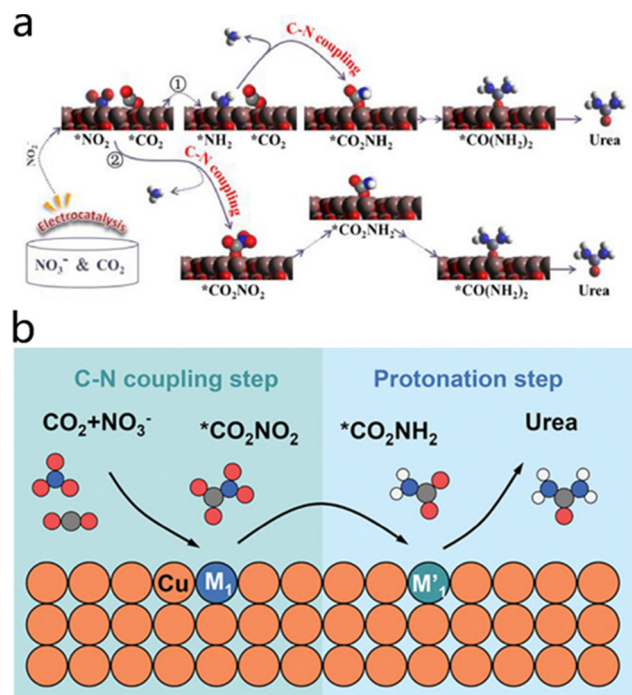 a
C-N coupling
①
*NO2 *CO2 *NH2 *CO2 *CO2NH2 *CO(NH2)2 Urea
NO2-
②
C-N coupling
Electrocatalysis
NO3− & CO2
*CO2NH2
*CO2NO2 *CO(NH2)2 Urea
b
C-N coupling step Protonation step
CO2+NO3- *CO2NO2 *CO2NH2 Urea
Cu M1 M'1